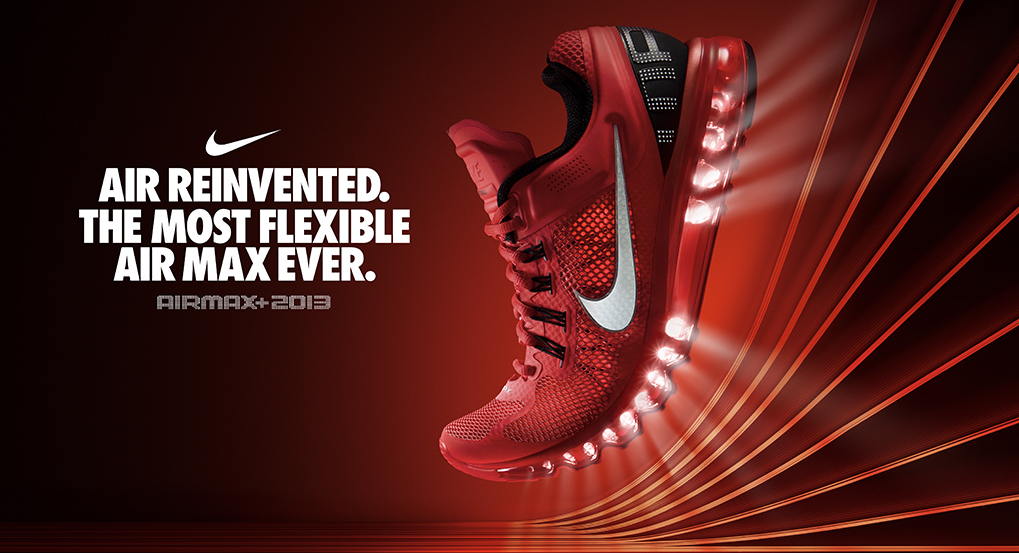 AIR REINVENTED.
THE MOST FLEXIBLE
AIR MAX EVER.
AIRMAX+ 2013